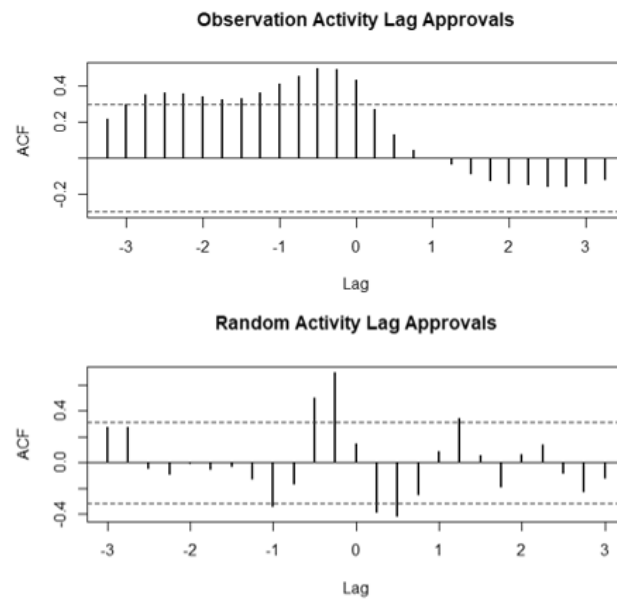 Observation Activity Lag Approvals
ACF
0.4
0.2
-0.2
-3 -2 -1 0 1 2 3
Lag
Random Activity Lag Approvals
ACF
0.4
0.0
-0.4
-3 -2 -1 0 1 2 3
Lag